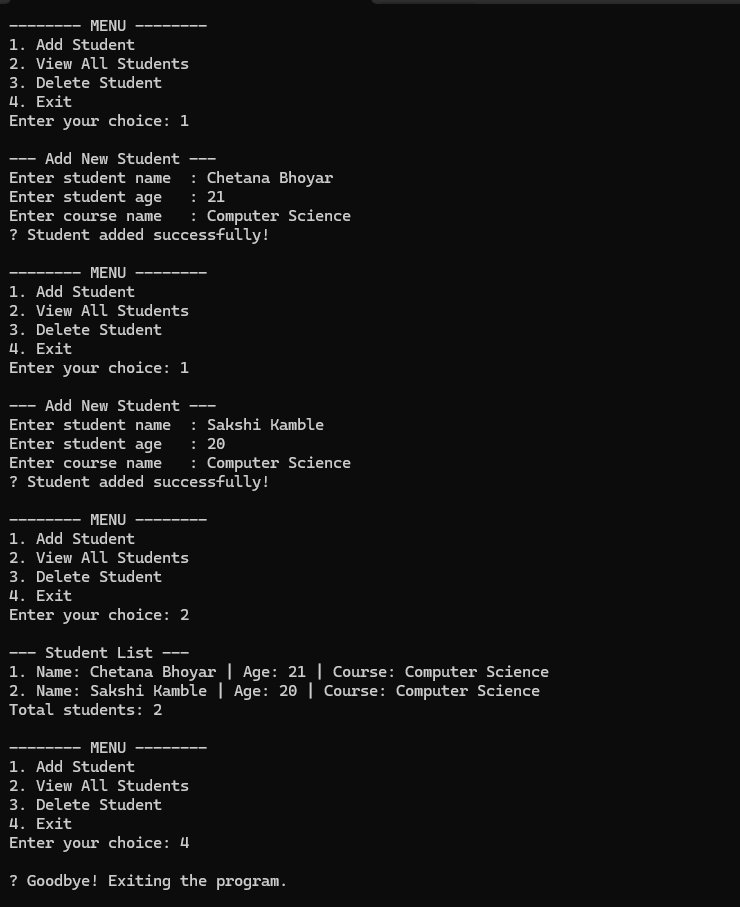 -------- MENU --------
1. Add Student
2. View All Students
3. Delete Student
4. Exit
Enter your choice: 1
--- Add New Student ---
Enter student name  : Chetana Bhoyar
Enter student age   : 21
Enter course name   : Computer Science
? Student added successfully!
-------- MENU --------
1. Add Student
2. View All Students
3. Delete Student
4. Exit
Enter your choice: 1
--- Add New Student ---
Enter student name  : Sakshi Kamble
Enter student age   : 20
Enter course name   : Computer Science
? Student added successfully!
-------- MENU --------
1. Add Student
2. View All Students
3. Delete Student
4. Exit
Enter your choice: 2
--- Student List ---
1. Name: Chetana Bhoyar | Age: 21 | Course: Computer Science
2. Name: Sakshi Kamble | Age: 20 | Course: Computer Science
Total students: 2
-------- MENU --------
1. Add Student
2. View All Students
3. Delete Student
4. Exit
Enter your choice: 4
? Goodbye! Exiting the program.